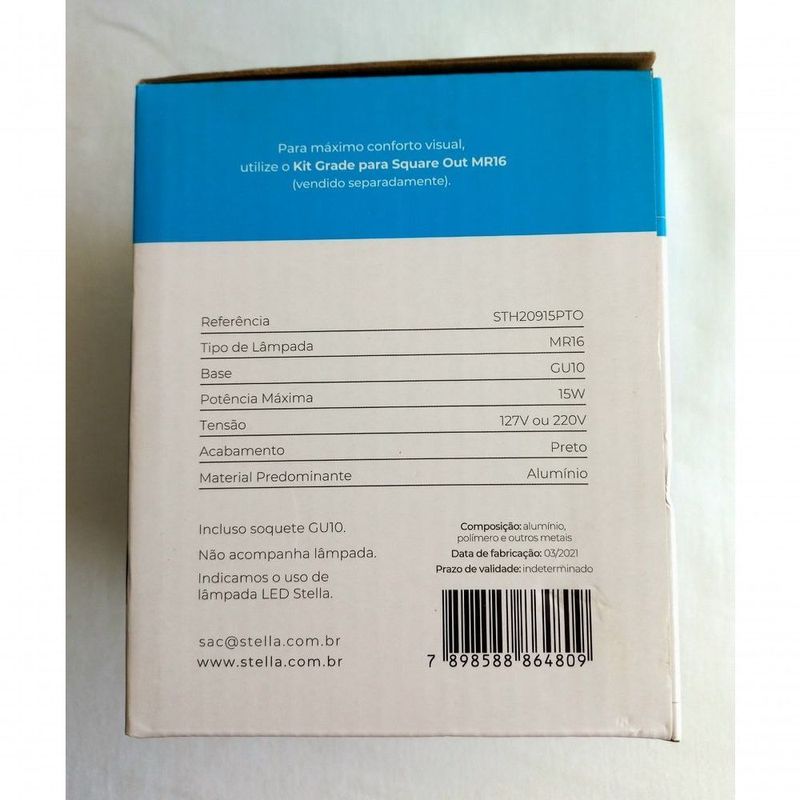 Para máximo conforto visual,
utilize o Kit Grade para Square Out MR16
(vendido separadamente).
Referência STH20915PTO
Tipo de Lâmpada MR16
Base GU10
Potência Máxima 15W
Tensão 127V ou 220V
Acabamento Preto
Material Predominante Alumínio
Incluso soquete GU10.
Não acompanha lâmpada.
Indicamos o uso de
lâmpada LED Stella.
sac@stella.com.br
www.stella.com.br
Composição: alumínio,
polímero e outros metais
Data de fabricação: 03/2021
Prazo de validade: indeterminado
7 898588 864809